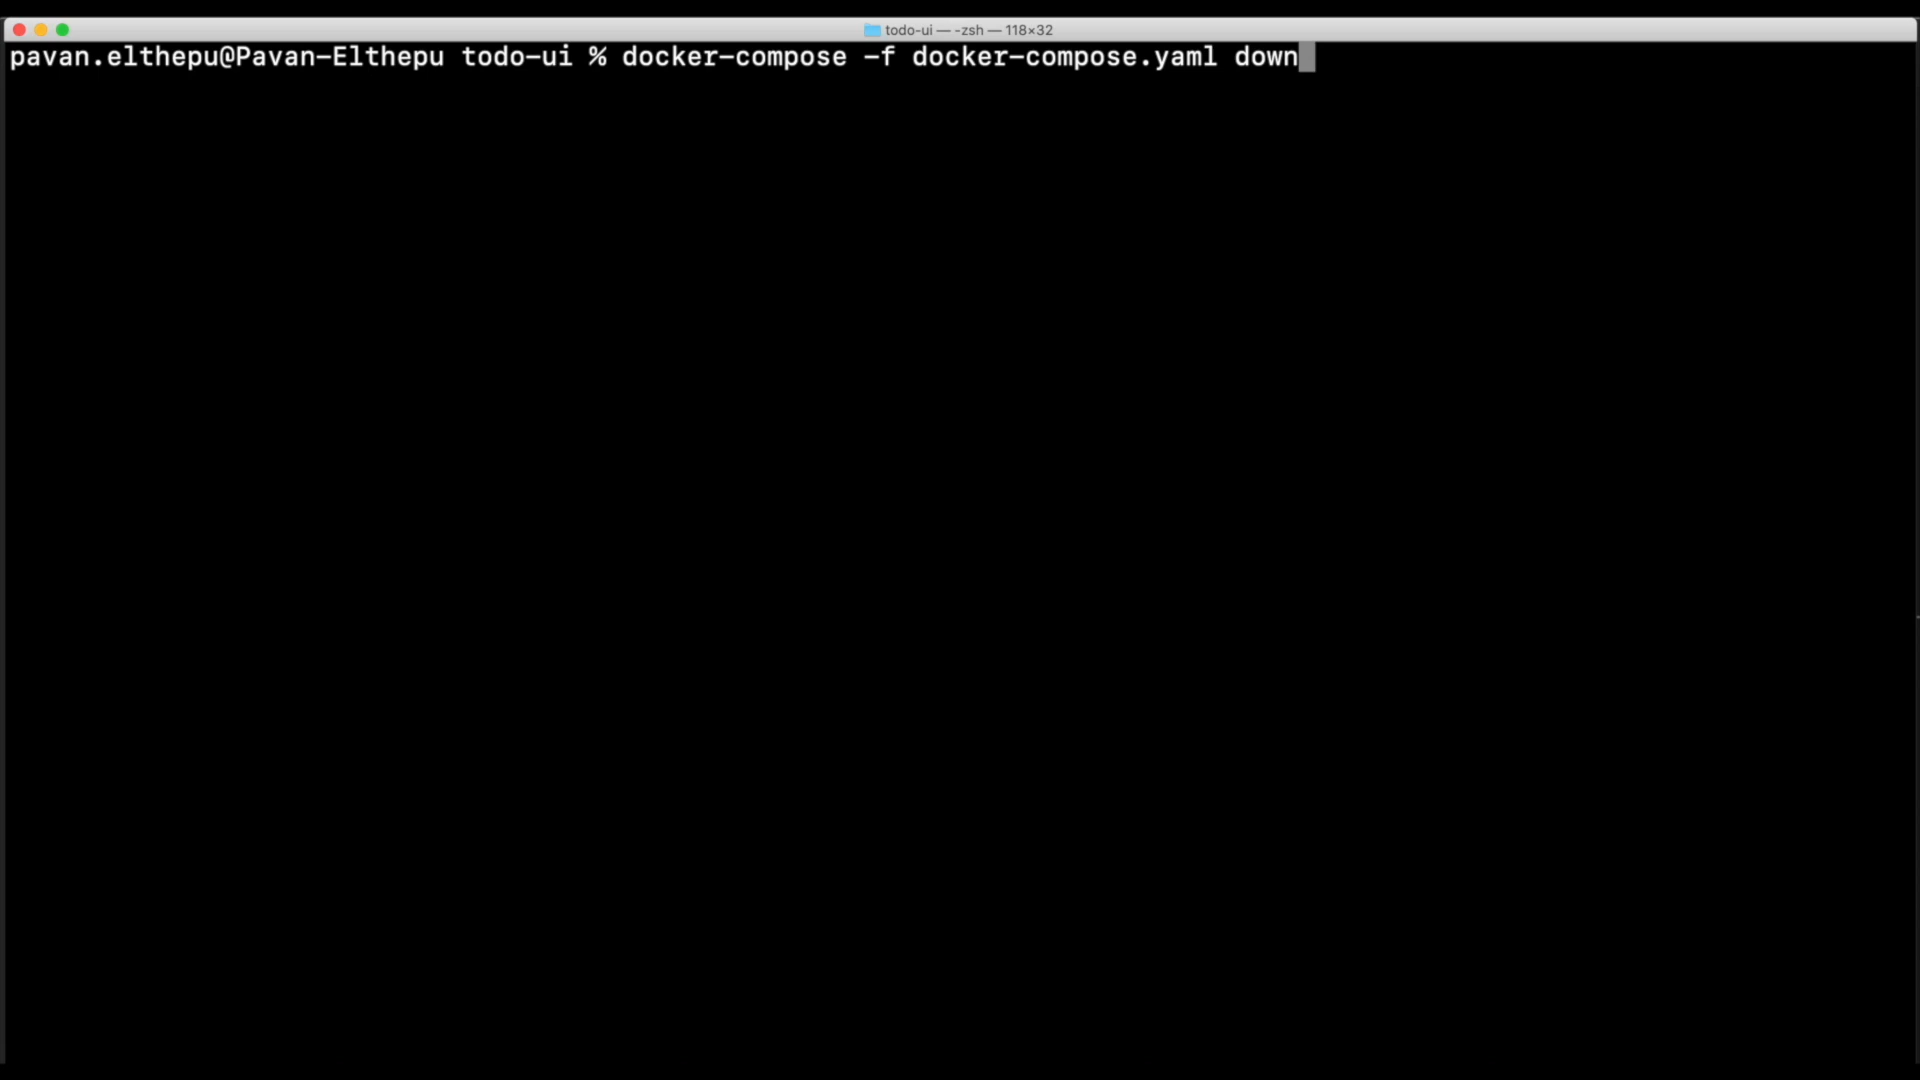 todo-ui — -zsh — 118×32
pavan.elthepu@Pavan-Elthepu todo-ui % docker-compose -f docker-compose.yaml down